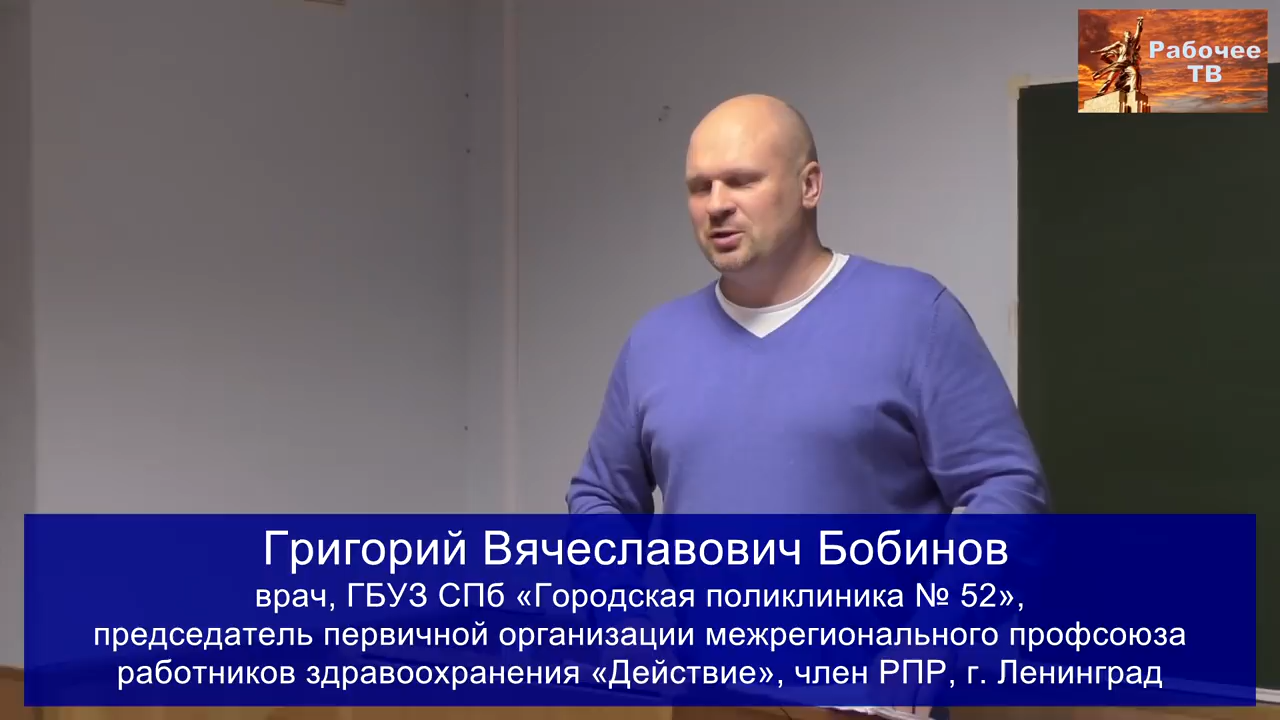 Рабочее
ТВ
Григорий Вячеславович Бобинов
врач, ГБУЗ СПб «Городская поликлиника № 52»,
председатель первичной организации межрегионального профсоюза
работников здравоохранения «Действие», член РПР, г. Ленинград